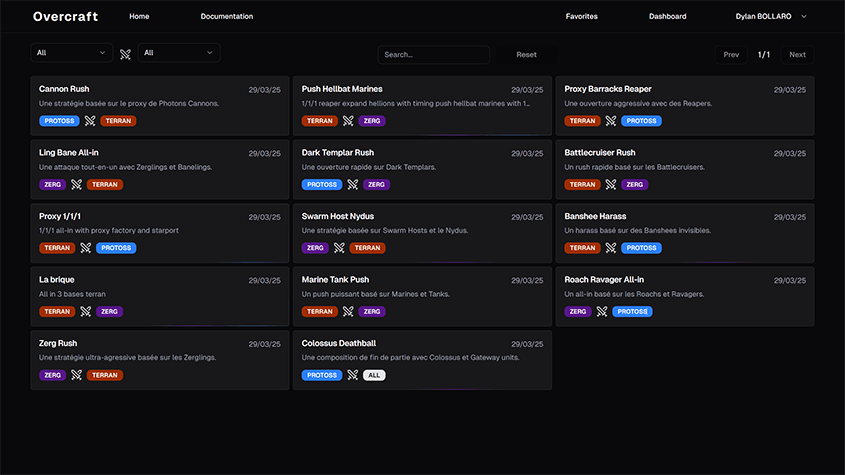 Overcraft Home Documentation Favorites Dashboard Dylan BOLLARO
All All Search... Reset Prev 1/1 Next
Cannon Rush 29/03/25
Une stratégie basée sur le proxy de Photons Cannons.
PROTOSS TERRAN
Push Hellbat Marines 29/03/25
1/1/1 reaper expand hellions with timing push hellbat marines with 1...
TERRAN ZERG
Proxy Barracks Reaper 29/03/25
Une ouverture aggressive avec des Reapers.
TERRAN PROTOSS
Ling Bane All-in 29/03/25
Une attaque tout-en-un avec Zerglings et Banelings.
ZERG TERRAN
Dark Templar Rush 29/03/25
Une ouverture rapide sur Dark Templars.
PROTOSS ZERG
Battlecruiser Rush 29/03/25
Un rush rapide basé sur les Battlecruisers.
TERRAN ZERG
Proxy 1/1/1 29/03/25
1/1/1 all-in with proxy factory and starport
TERRAN PROTOSS
Swarm Host Nydus 29/03/25
Une stratégie basée sur Swarm Hosts et le Nydus.
ZERG TERRAN
Banshee Harass 29/03/25
Un harass basé sur des Banshees invisibles.
TERRAN PROTOSS
La brique 29/03/25
All in 3 bases terran
TERRAN ZERG
Marine Tank Push 29/03/25
Un push puissant basé sur Marines et Tanks.
TERRAN ZERG
Roach Ravager All-in 29/03/25
Un all-in basé sur les Roachs et Ravagers.
ZERG PROTOSS
Zerg Rush 29/03/25
Une stratégie ultra-agressive basée sur les Zerglings.
ZERG TERRAN
Colossus Deathball 29/03/25
Une composition de fin de partie avec Colossus et Gateway units.
PROTOSS ALL